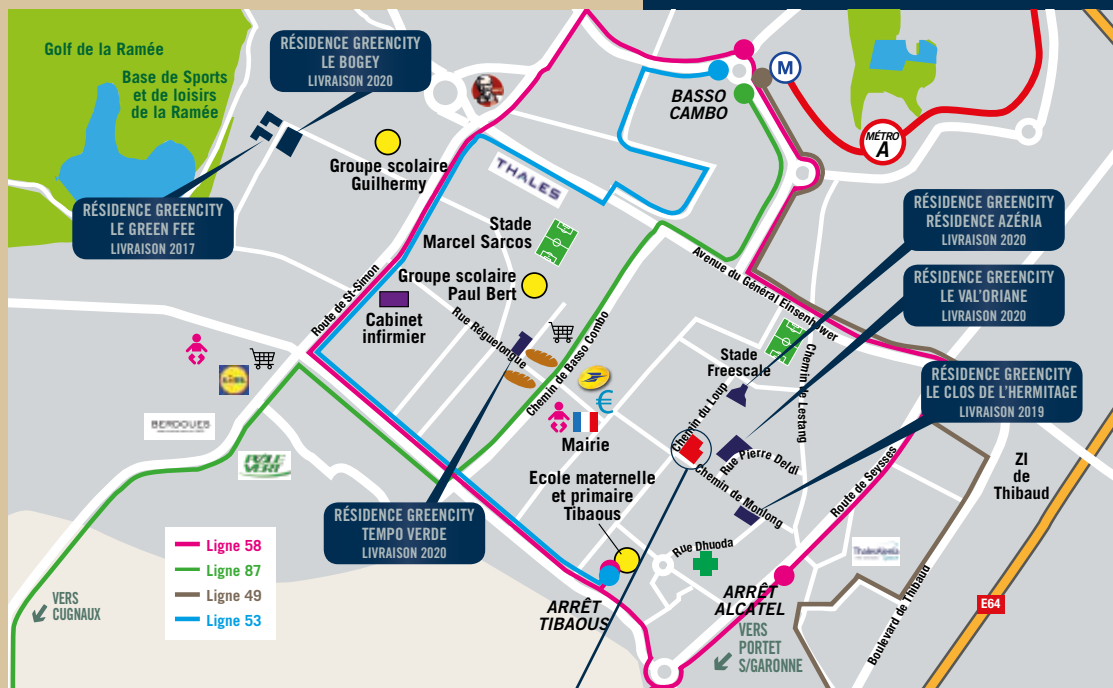 Golf de la Ramée
Base de Sports
et de loisirs
de la Ramée
RÉSIDENCE GREENCITY
LE BOGEY
LIVRAISON 2020
RÉSIDENCE GREENCITY
LE GREEN FEE
LIVRAISON 2017
Groupe scolaire
Guilhermy
THALES
BASSO
CAMBO
M
MÉTRO
A
Stade
Marcel Sarcos
Groupe scolaire
Paul Bert
Cabinet
infirmier
Route de St-Simon
Rue Réguelongue
Chemin de Basso Combo
Avenue du Général Einsenhower
RÉSIDENCE GREENCITY
RÉSIDENCE AZÉRIA
LIVRAISON 2020
RÉSIDENCE GREENCITY
LE VAL'ORIANE
LIVRAISON 2020
RÉSIDENCE GREENCITY
LE CLOS DE L'HERMITAGE
LIVRAISON 2019
Stade
Freescale
Chemin de Lestang
Chemin du Loup
Rue Pierre Deldi
Chemin de Monlong
Route de Seysses
LIDL
BERDOUES
PÔLE
VERT
€
Mairie
Ecole maternelle
et primaire
Tibaous
RÉSIDENCE GREENCITY
TEMPO VERDE
LIVRAISON 2020
Rue Dhuoda
ZI
de
Thibaud
Boulevard de Thibaud
E64
ARRÊT
TIBAOUS
ARRÊT
ALCATEL
VERS
PORTET
S/GARONNE
VERS
CUGNAUX
Ligne 58
Ligne 87
Ligne 49
Ligne 53